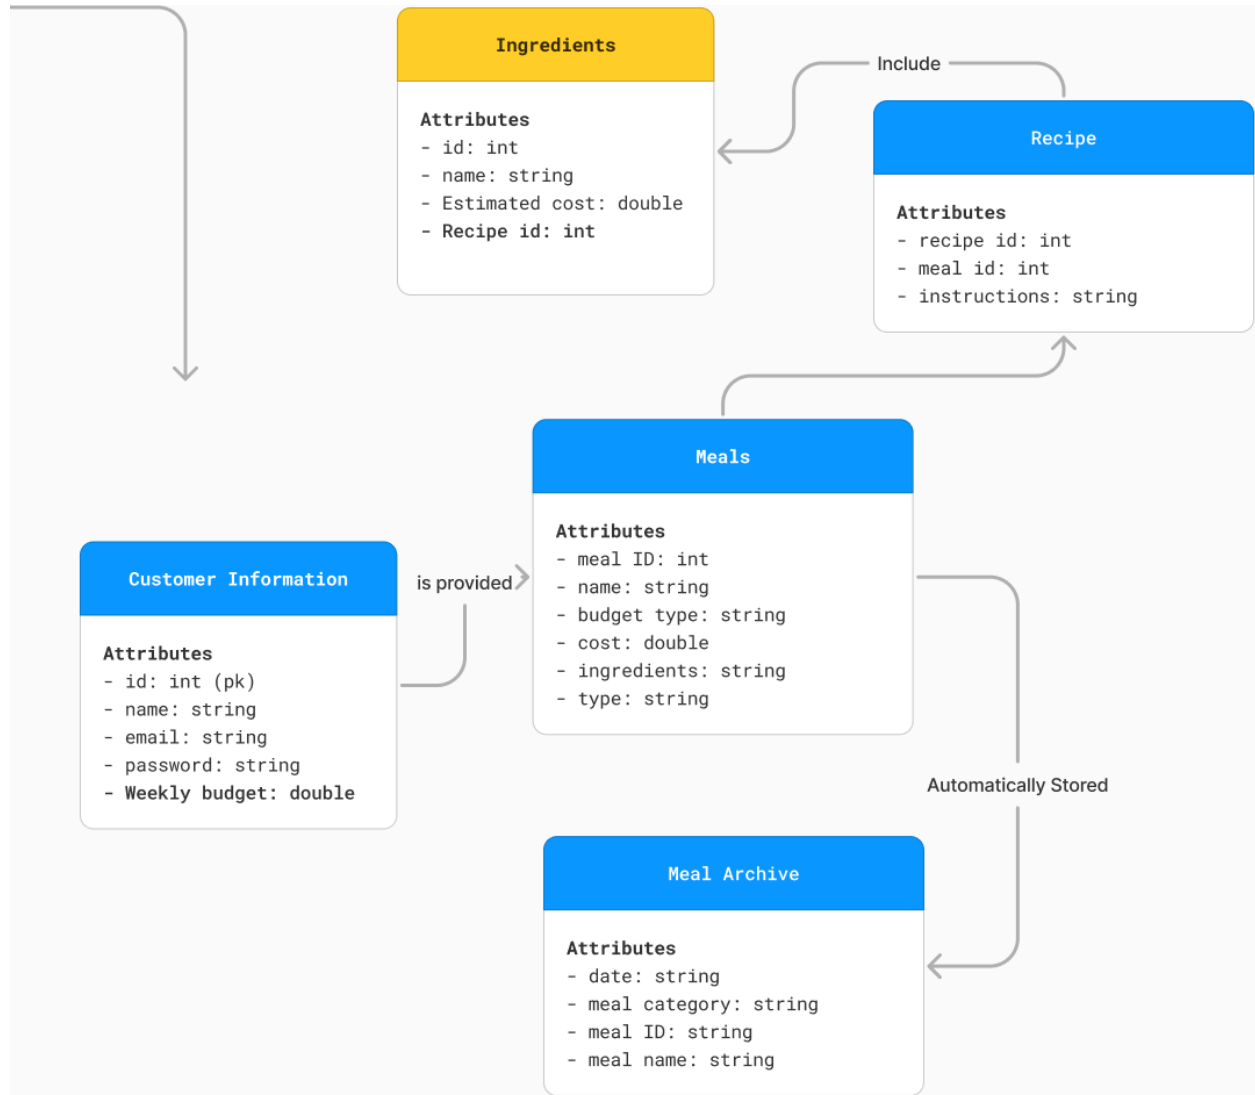 Ingredients
Attributes
- id: int
- name: string
- Estimated cost: double
- Recipe id: int
Include
Recipe
Attributes
- recipe id: int
- meal id: int
- instructions: string
Meals
Attributes
- meal ID: int
- name: string
- budget type: string
- cost: double
- ingredients: string
- type: string
is provided
Customer Information
Attributes
- id: int (pk)
- name: string
- email: string
- password: string
- Weekly budget: double
Automatically Stored
Meal Archive
Attributes
- date: string
- meal category: string
- meal ID: string
- meal name: string